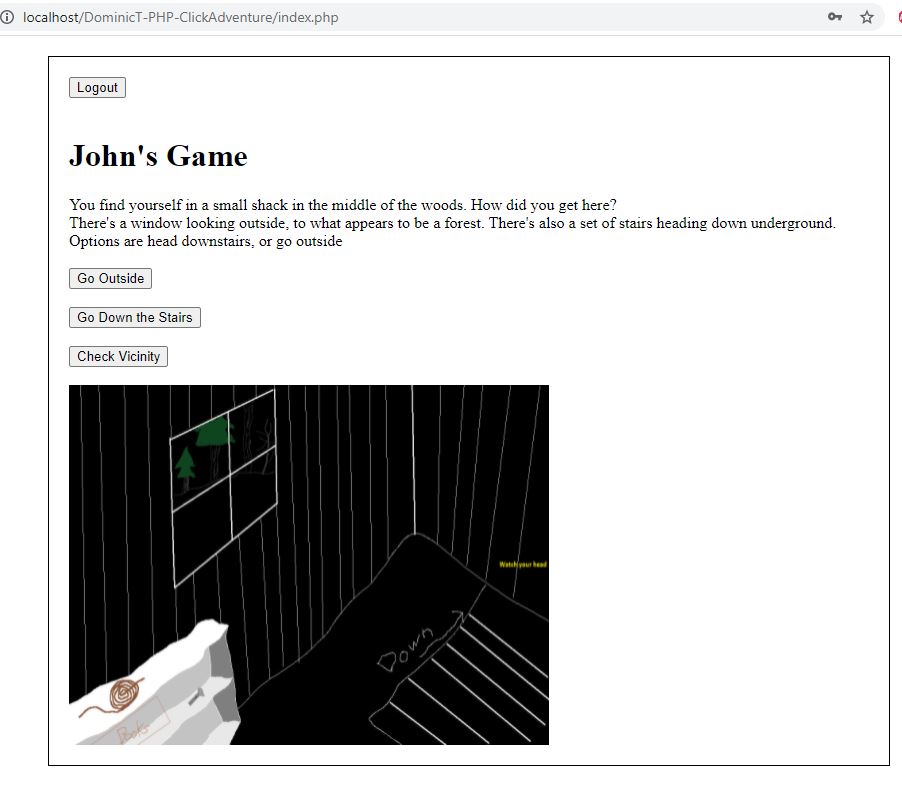 localhost/DominicT-PHP-ClickAdventure/index.php
Logout
John's Game
You find yourself in a small shack in the middle of the woods. How did you get here?
There's a window looking outside, to what appears to be a forest. There's also a set of stairs heading down underground.
Options are head downstairs, or go outside
Go Outside
Go Down the Stairs
Check Vicinity
Watch your head
Down